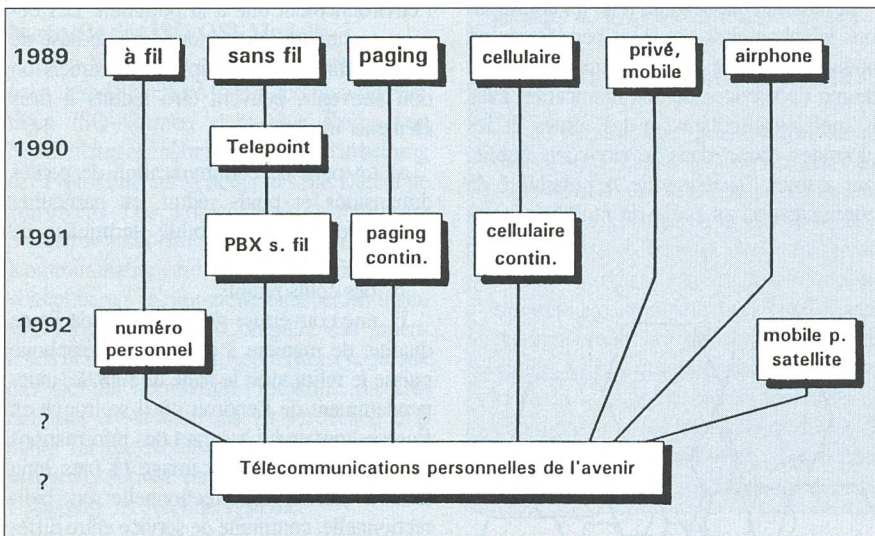 1989 à fil sans fil paging cellulaire privé, mobile airphone
1990 Telepoint
1991 PBX s. fil paging contin. cellulaire contin.
1992 numéro personnel mobile p. satellite
?
Télécommunications personnelles de l'avenir
?